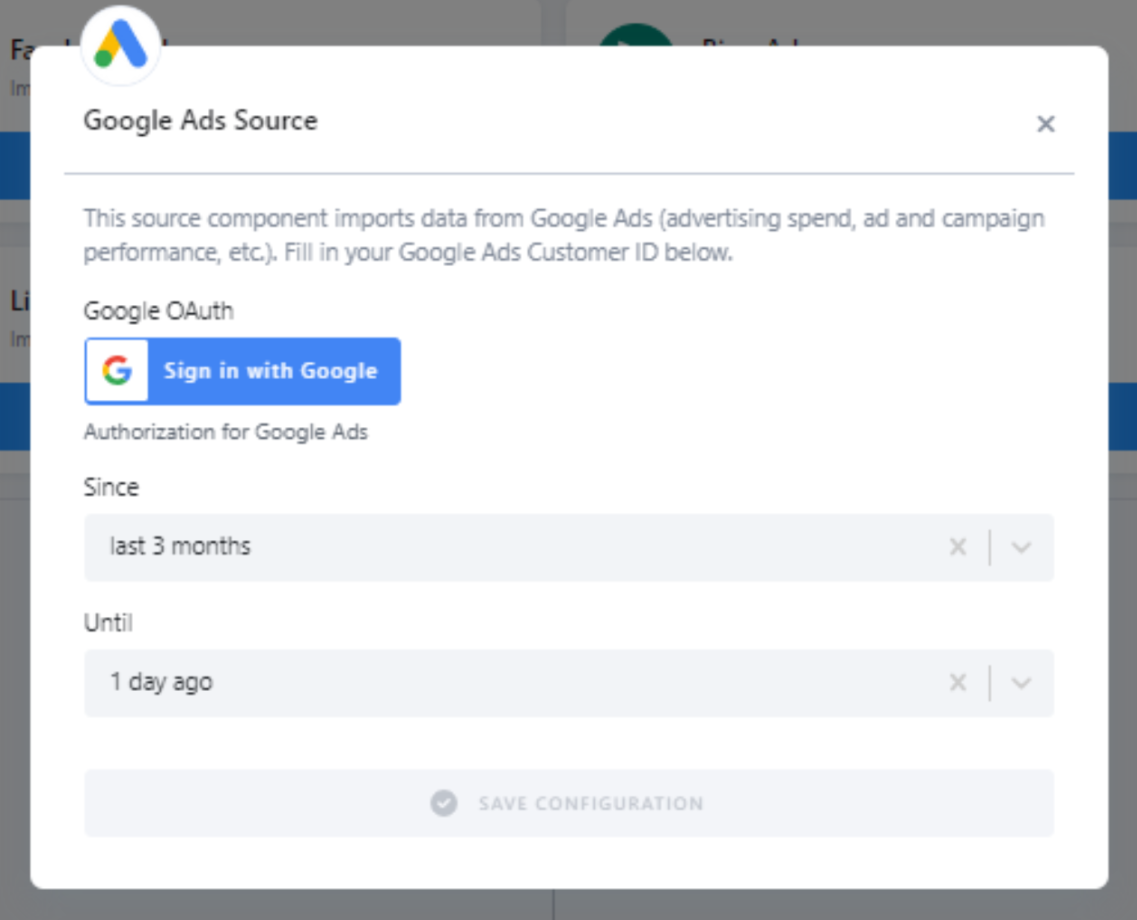 Google Ads Source
This source component imports data from Google Ads (advertising spend, ad and campaign
performance, etc.). Fill in your Google Ads Customer ID below.
Google OAuth
Sign in with Google
Authorization for Google Ads
Since
last 3 months
Until
1 day ago
SAVE CONFIGURATION